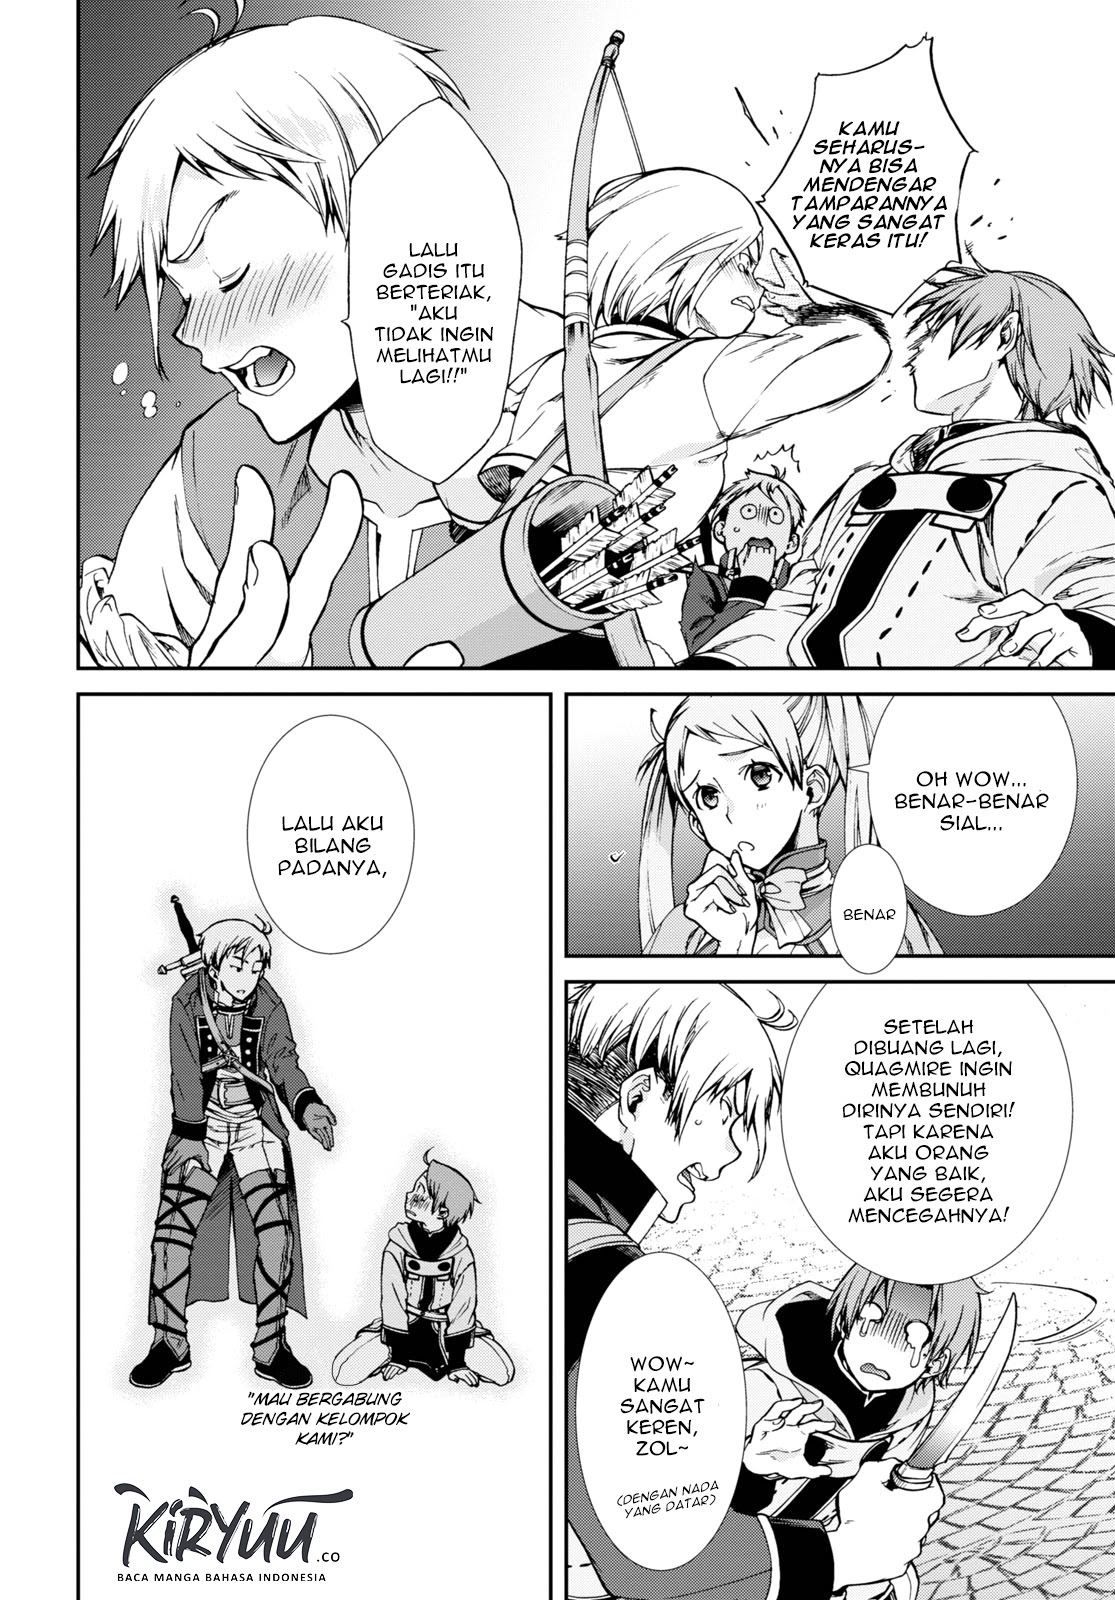 KAMU
SEHARUS-
NYA BISA
MENDENGAR
TAMPARANNYA
YANG SANGAT
KERAS ITU!
LALU
GADIS ITU
BERTERIAK,
"AKU
TIDAK INGIN
MELIHATMU
LAGI!!"
OH WOW...
BENAR-BENAR
SIAL...
BENAR
SETELAH
DIBUANG LAGI,
QUAGMIRE INGIN
MEMBUNUH
DIRINYA SENDIRI!
TAPI KARENA
AKU ORANG
YANG BAIK,
AKU SEGERA
MENCEGAHNYA!
WOW~
KAMU
SANGAT
KEREN,
ZOL~
(DENGAN NADA
YANG DATAR)
LALU AKU
BILANG
PADANYA,
"MAU BERGABUNG
DENGAN KELOMPOK
KAMI?"
KIRYUU.CO
BACA MANGA BAHASA INDONESIA